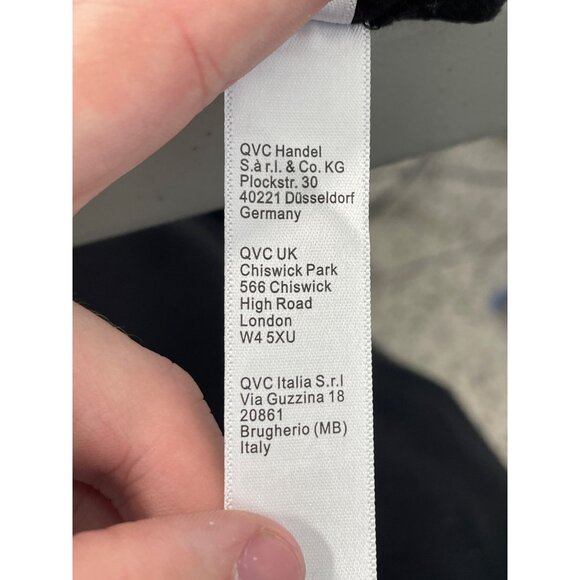 QVC Handel
S.à r.l. & Co. KG
Plockstr. 30
40221 Düsseldorf
Germany
QVC UK
Chiswick Park
566 Chiswick
High Road
London
W4 5XU
QVC Italia S.r.l
Via Guzzina 18
20861
Brugherio (MB)
Italy